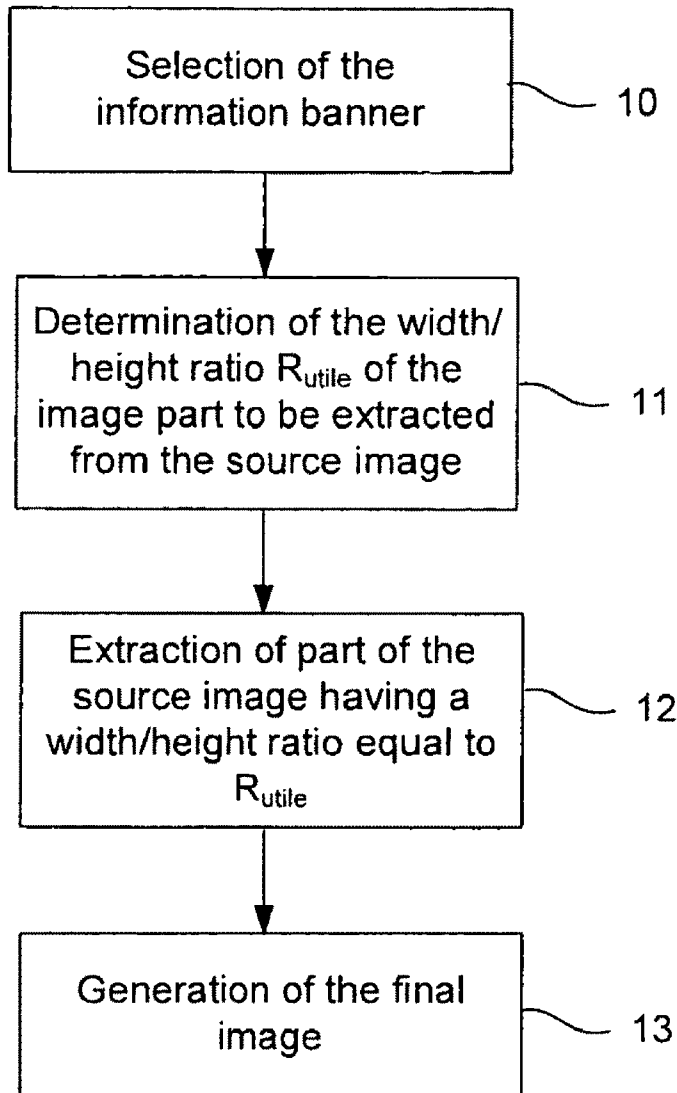 Selection of the
information banner
10
Determination of the width/
height ratio Rutile of the
image part to be extracted
from the source image
11
Extraction of part of the
source image having a
width/height ratio equal to
Rutile
12
Generation of the final
image
13